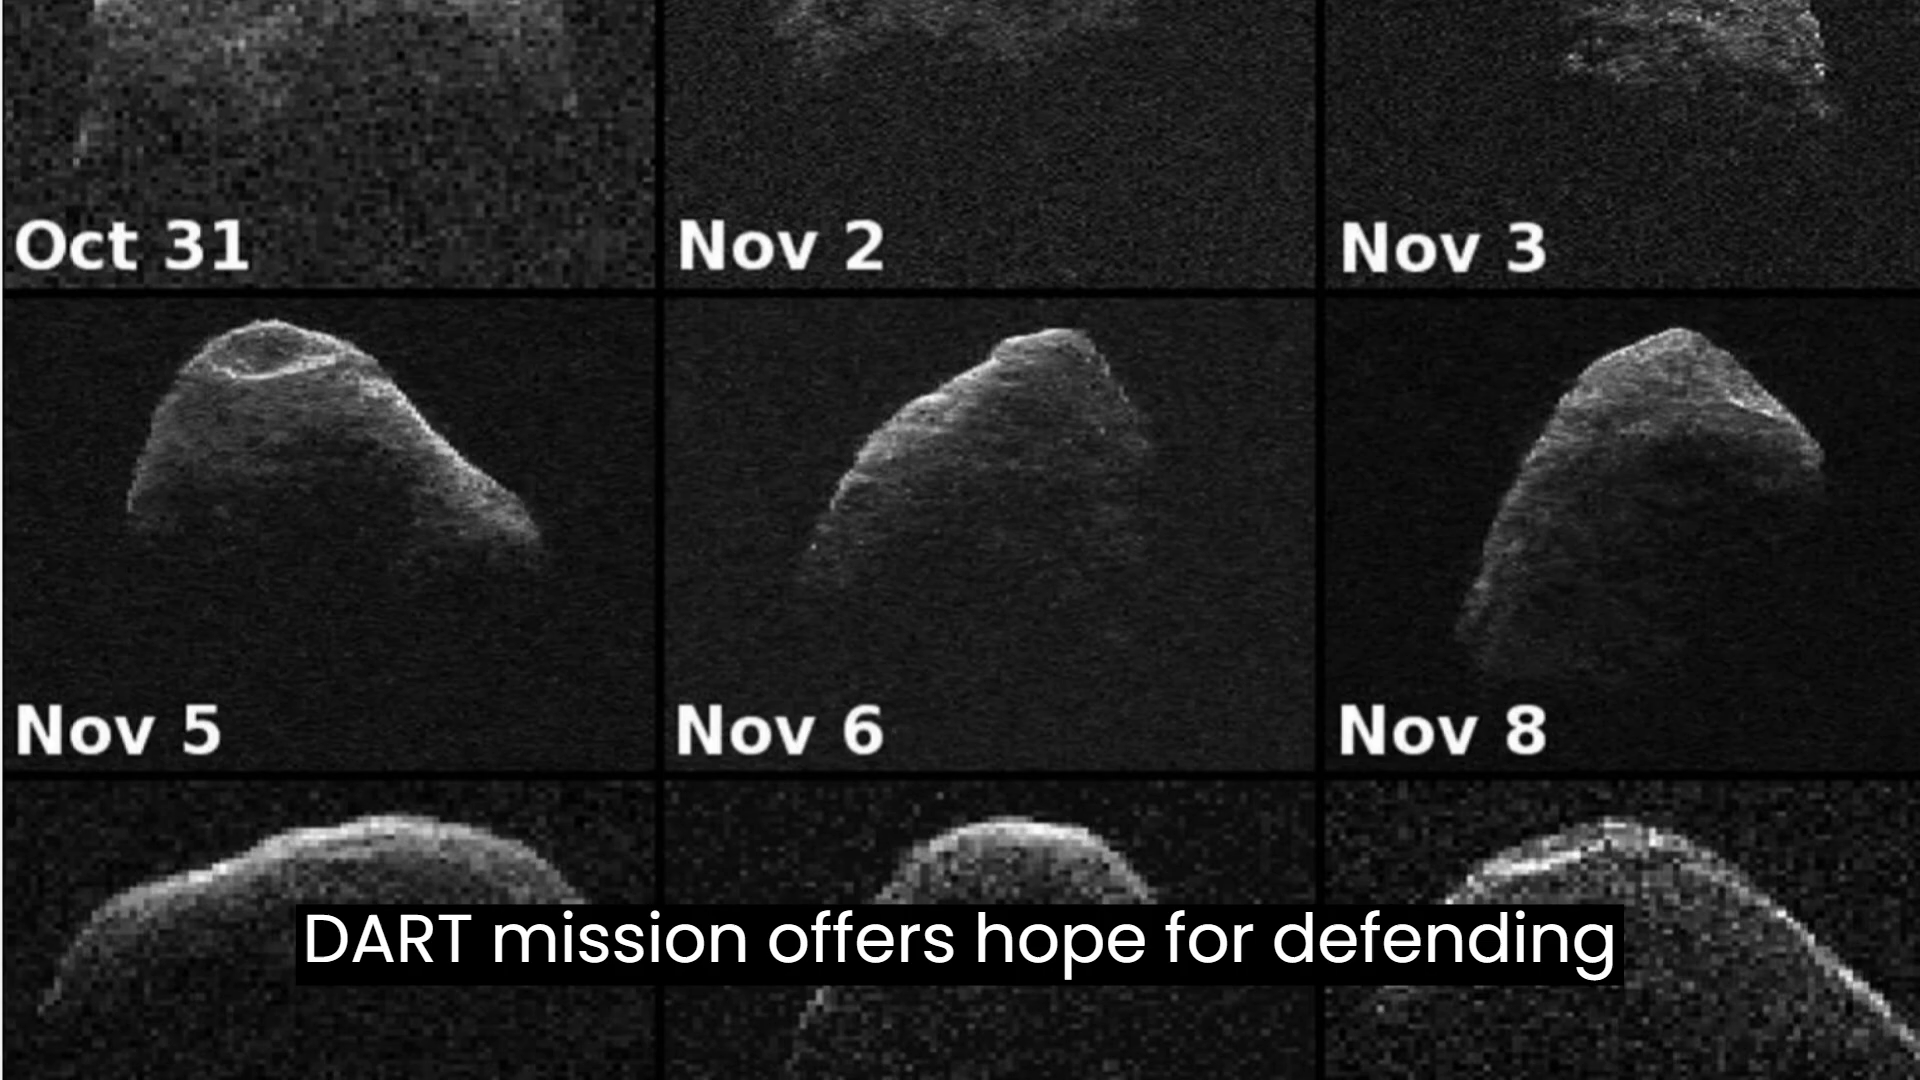 Oct 31
Nov 2
Nov 3
Nov 5
Nov 6
Nov 8
DART mission offers hope for defending